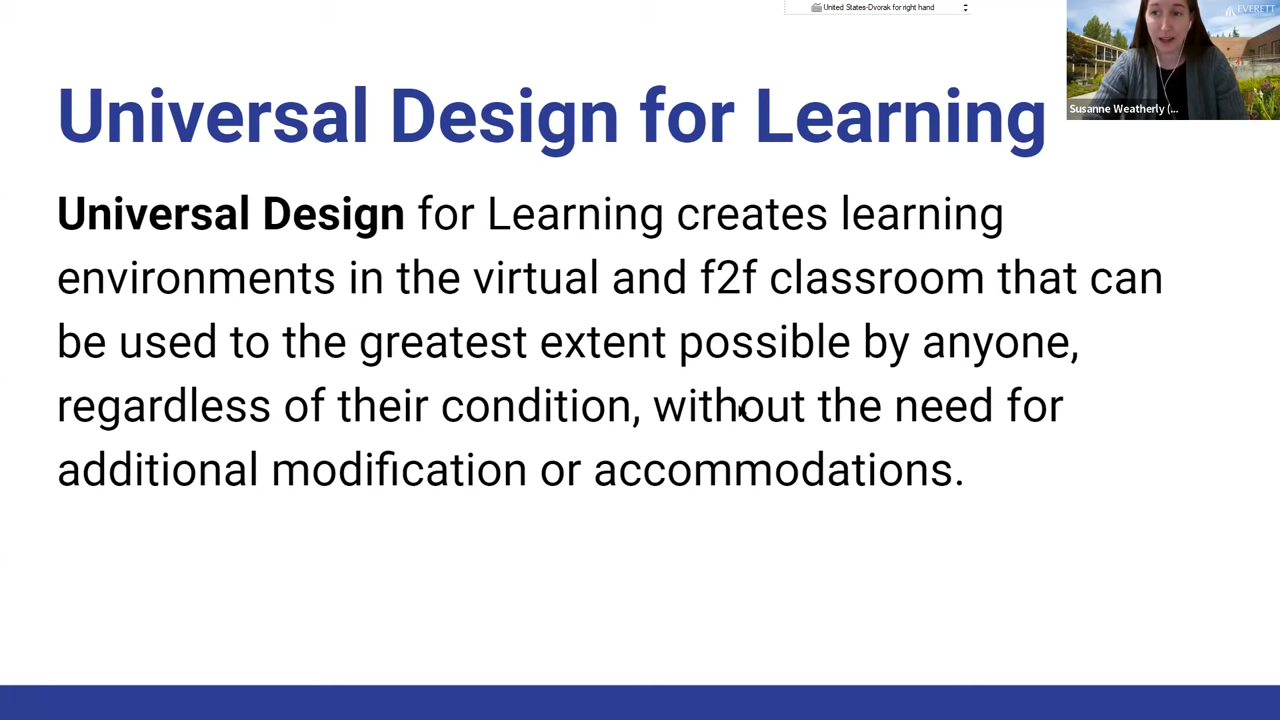 United States-Dvorak for right hand
EVERETT
Susanne Weatherly (...
Universal Design for Learning
Universal Design for Learning creates learning
environments in the virtual and f2f classroom that can
be used to the greatest extent possible by anyone,
regardless of their condition, without the need for
additional modification or accommodations.